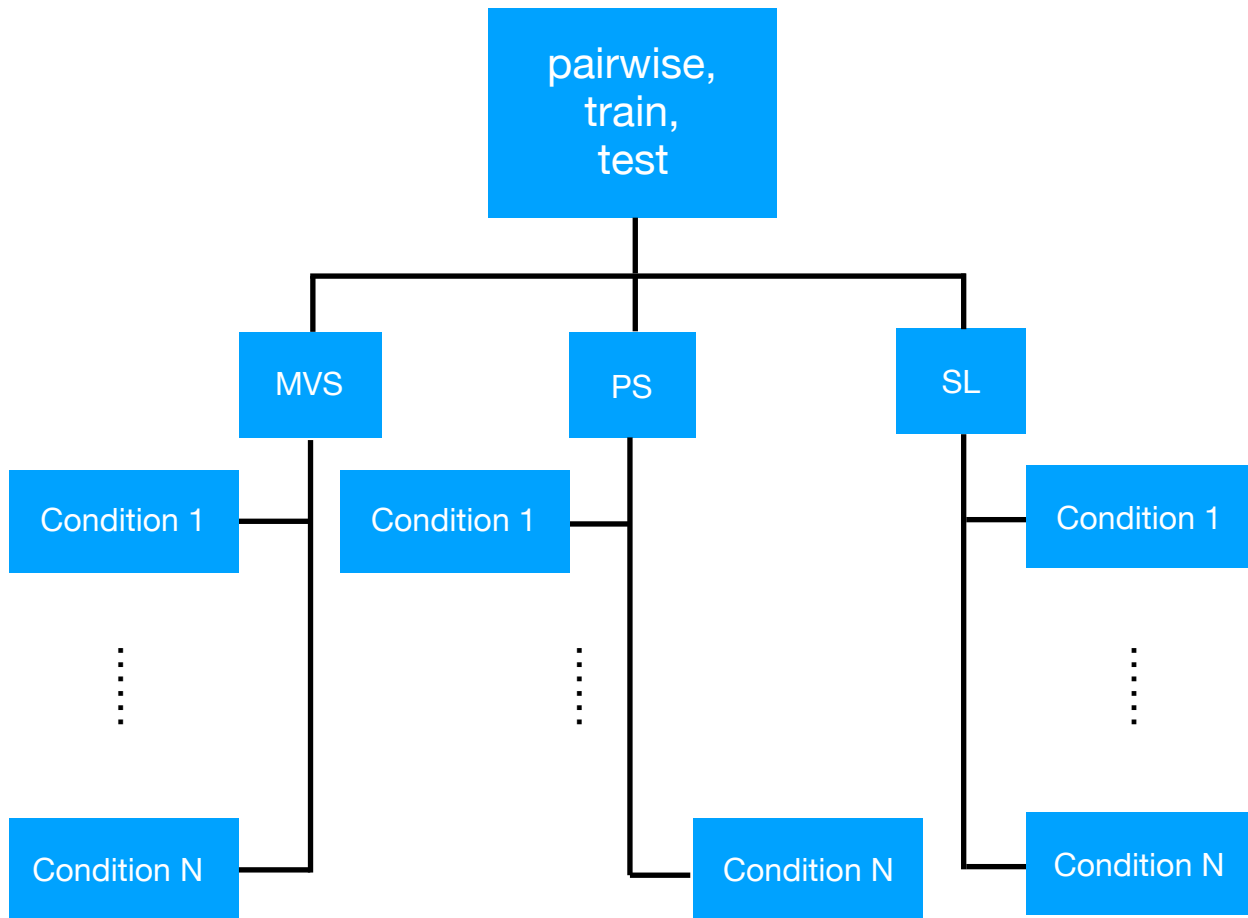 pairwise,
train,
test
MVS
PS
SL
Condition 1
Condition 1
Condition 1
Condition N
Condition N
Condition N